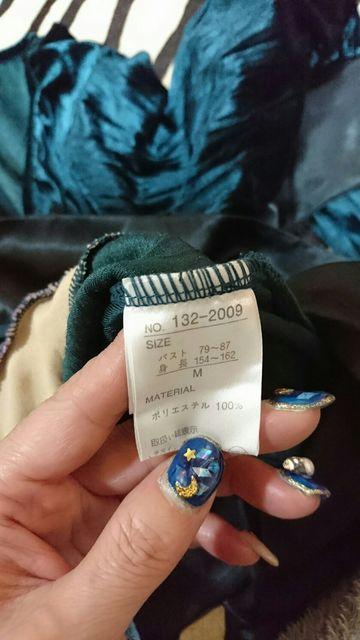 NO. 132-2009
SIZE
バスト 79~87
身長 154~162
M
MATERIAL
ポリエステル 100%
取扱い絵表示